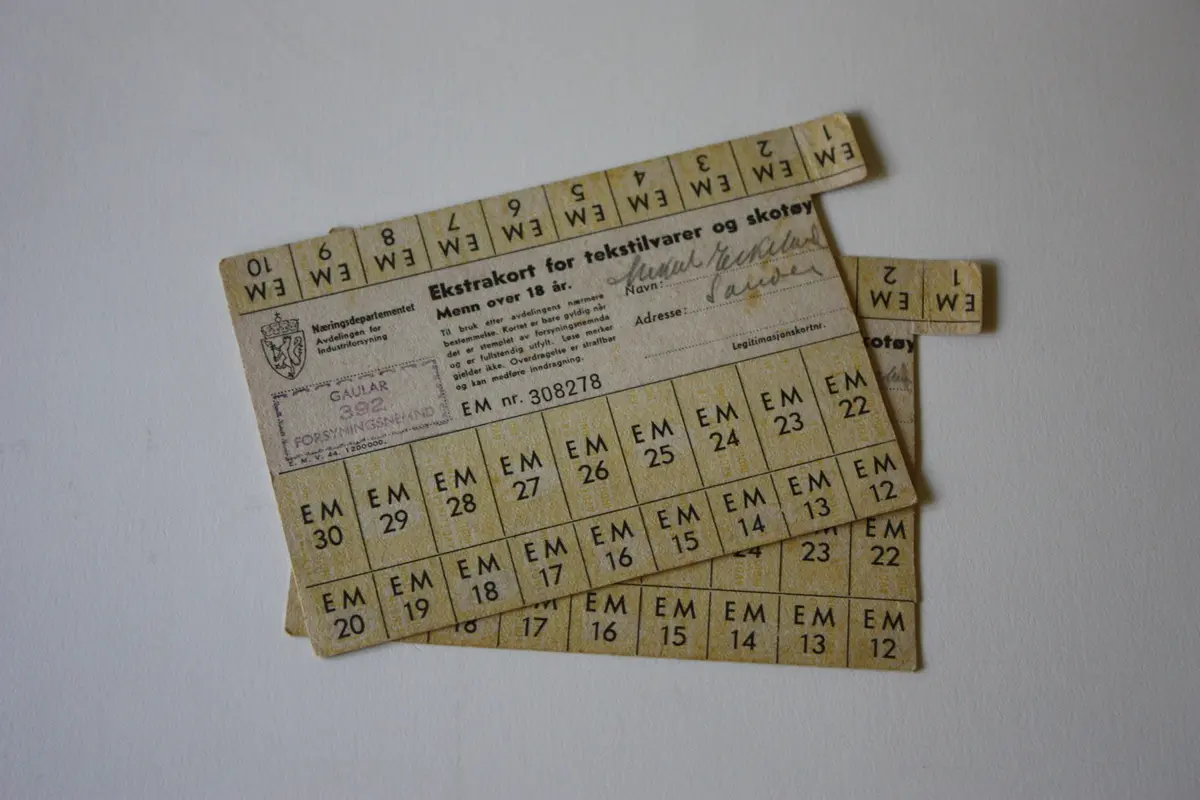 EM 10 EM 9 EM 8 EM 7 EM 6 EM 5 EM 4 EM 3 EM 2 EM 1
Næringsdepartementet
Avdelingen for
Industriforsyning
GAULAR
392
FORSYNINGSNEMND
E. M. V. 44. 1200000.
Ekstrakort for tekstilvarer og skotøy
Menn over 18 år.
Til bruk etter avdelingens nærmere
bestemmelse. Kortet er bare gyldig når
det er stemplet av forsyningsnemnda
og er fullstendig utfylt. Løse merker
gjelder ikke. Overdragelse er straffbar
og kan medføre inndragning.
EM nr. 308278
Navn:
Adresse: Sande
Legitimasjonskortnr.
EM 30 EM 29 EM 28 EM 27 EM 26 EM 25 EM 24 EM 23 EM 22
EM 20 EM 19 EM 18 EM 17 EM 16 EM 15 EM 14 EM 13 EM 12
EM 2 EM 1
kotøy
24 23 EM 22
18 17 EM 16 EM 15 EM 14 EM 13 EM 12